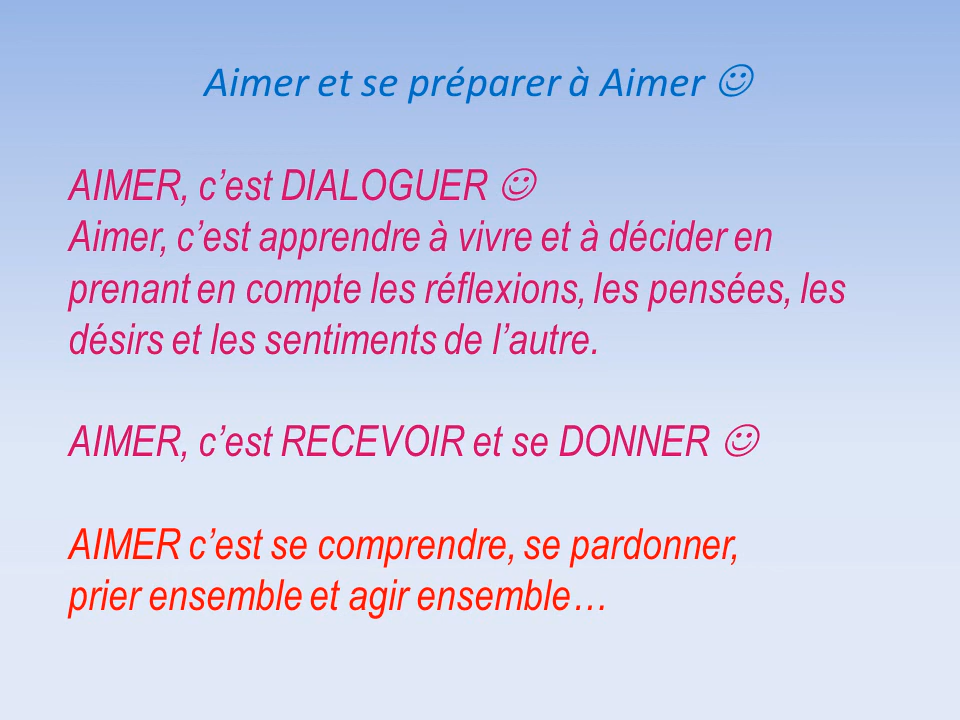 Aimer et se préparer à Aimer ☺
AIMER, c’est DIALOGUER ☺
Aimer, c’est apprendre à vivre et à décider en
prenant en compte les réflexions, les pensées, les
désirs et les sentiments de l’autre.
AIMER, c’est RECEVOIR et se DONNER ☺
AIMER c’est se comprendre, se pardonner,
prier ensemble et agir ensemble…